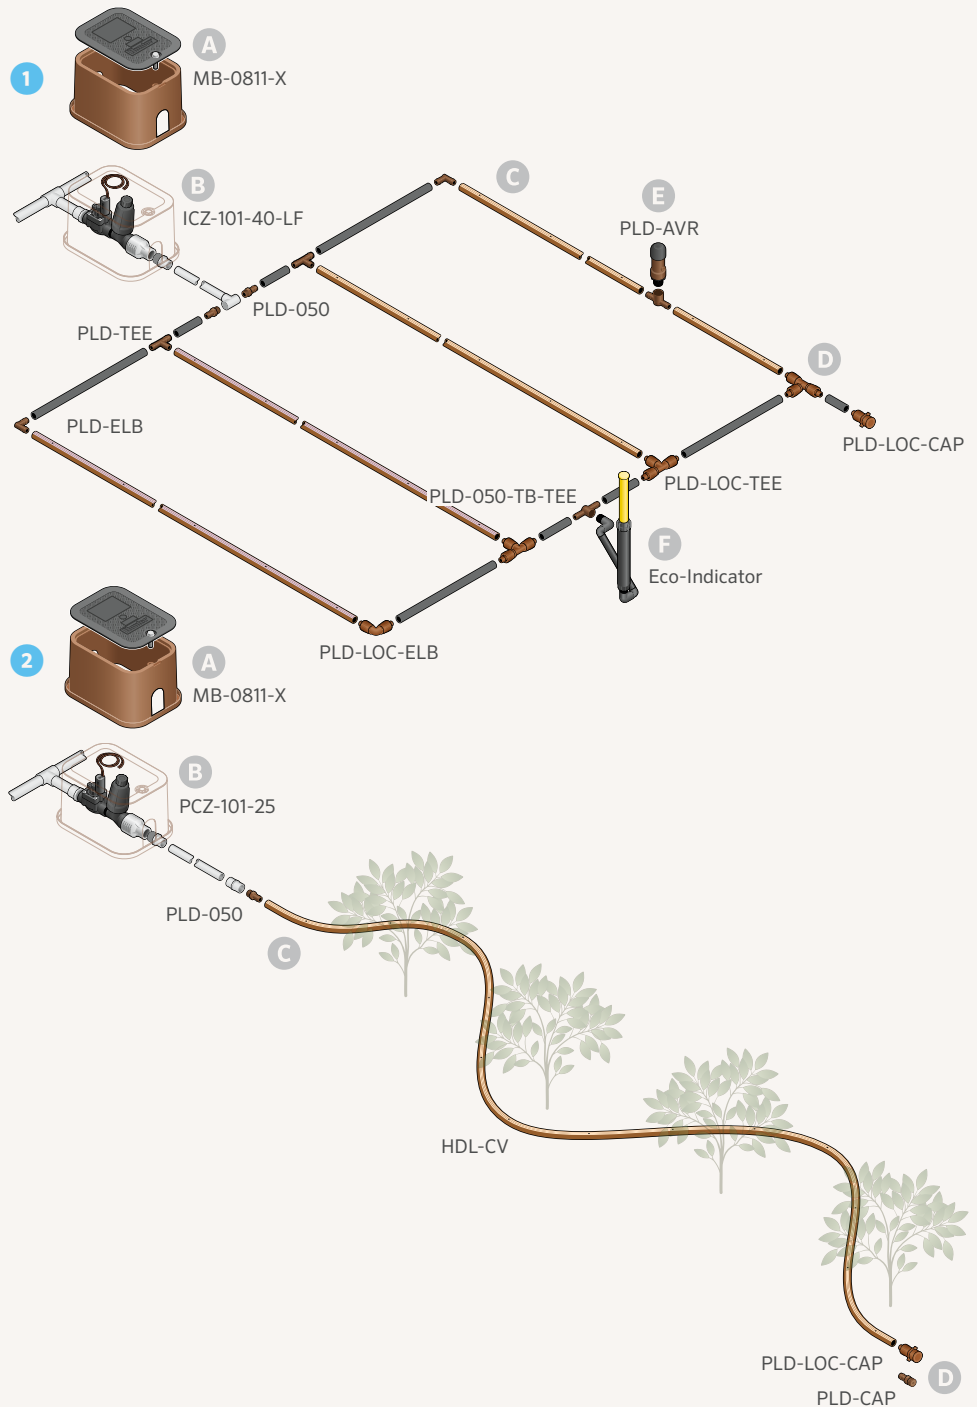 1
A
MB-0811-X
B
ICZ-101-40-LF
C
E
PLD-AVR
PLD-050
PLD-TEE
D
PLD-ELB
PLD-LOC-CAP
PLD-LOC-TEE
PLD-050-TB-TEE
F
Eco-Indicator
PLD-LOC-ELB
2
A
MB-0811-X
B
PCZ-101-25
PLD-050
C
HDL-CV
PLD-LOC-CAP
D
PLD-CAP